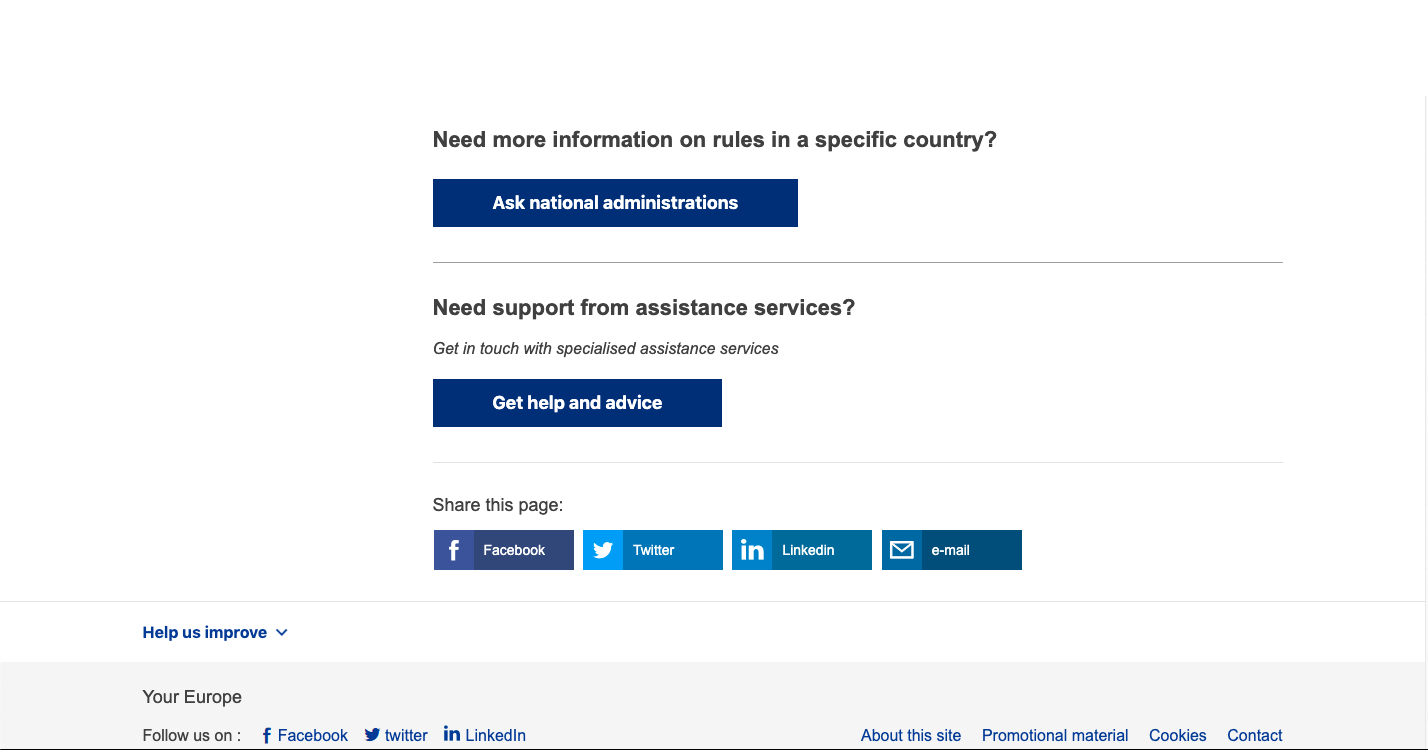 Need more information on rules in a specific country?
Ask national administrations
Need support from assistance services?
Get in touch with specialised assistance services
Get help and advice
Share this page:
Facebook Twitter Linkedin e-mail
Help us improve
Your Europe
Follow us on : Facebook twitter LinkedIn About this site Promotional material Cookies Contact